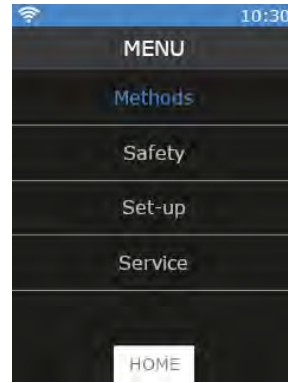 10:30
MENU
Methods
Safety
Set-up
Service
HOME